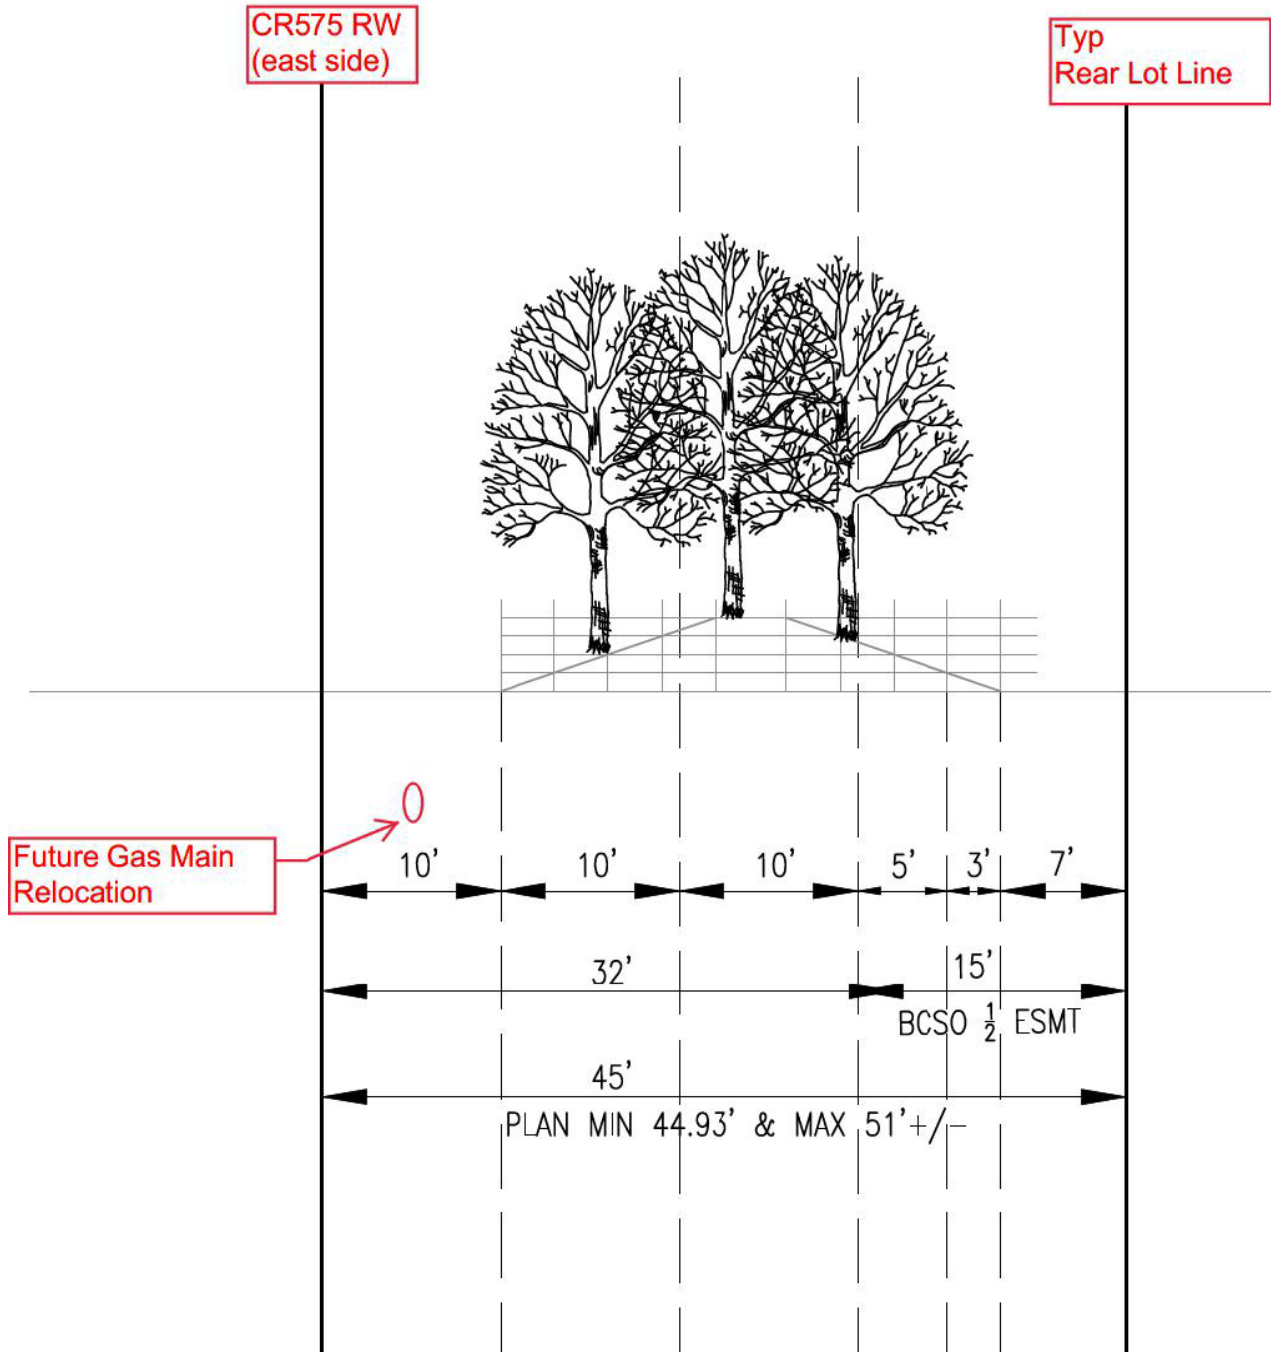 CR575 RW
(east side)
Typ
Rear Lot Line
Future Gas Main
Relocation
10' 10' 10' 5' 3' 7'
32' 15'
BCSO ½ ESMT
45'
PLAN MIN 44.93' & MAX 51'+/-